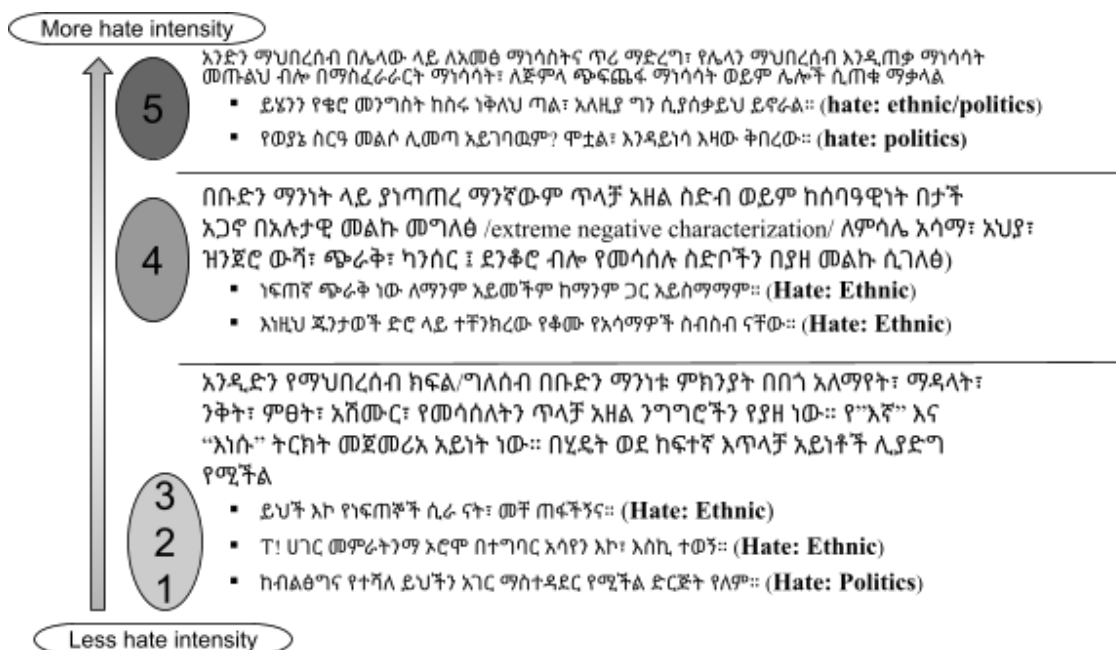 More hate intensity
አንድን ማህበረሰብ በሌላው ላይ ለአመፅ ማነሳስትና ጥሪ ማድረግ፣ የሌላን ማህበረሰብ እንዲጠቃ ማነሳሳት
መጡልህ ብሎ በማስፈራራርት ማነሳሳት፣ ለጅምላ ጭፍጨፋ ማነሳሳት ወይም ሌሎች ሲጠቁ ማቃላል
5
▪ ይሄንን የቄሮ መንግስት ከስሩ ነቅለህ ጣል፣ አለዚያ ግን ሲያሰቃይህ ይኖራል። (hate: ethnic/politics)
▪ የወያኔ ስርዓ መልሶ ሊመጣ አይገባዉም? ሞቷል፣ እንዳይነሳ እዛው ቅበረው። (hate: politics)
በቡድን ማንነት ላይ ያነጣጠረ ማንኛውም ጥላቻ አዘል ስድብ ወይም ከሰባዓዊነት በታች
አጋኖ በአሉታዊ መልኩ መግለፅ /extreme negative characterization/ ለምሳሌ አሳማ፣ አህያ፣
4
ዝንጀሮ ውሻ፣ ጭራቅ፣ ካንሰር ፤ ደንቆሮ ብሎ የመሳሰሉ ስድቦችን በያዘ መልኩ ሲገለፅ)
▪ ነፍጠኛ ጭራቅ ነው ለማንም አይመችም ከማንም ጋር አይስማማም። (Hate: Ethnic)
▪ እነዚህ ጁንታወች ድሮ ላይ ተቸንክረው የቆሙ የአሳማዎች ስብስብ ናቸው። (Hate: Ethnic)
አንዲድን የማህበረሰብ ክፍል/ግለሰብ በቡድን ማንነቱ ምክንያት በበጎ አለማየት፣ ማዳላት፣
ንቅት፣ ምፀት፣ አሽሙር፣ የመሳሰለትን ጥላቻ አዘል ንግግሮችን የያዘ ነው። የ”እኛ” እና
“እነሱ” ትርክት መጀመሪአ አይነት ነው። በሂደት ወደ ከፍተኛ እጥላቻ አይነቶች ሊያድግ
የሚችል
3
▪ ይህች እኮ የነፍጠኞች ሲራ ናት፣ መቸ ጠፋችኝና። (Hate: Ethnic)
2
▪ ፐ! ሀገር መምራትንማ ኦሮሞ በተግባር አሳየን እኮ፣ እስኪ ተወኝ። (Hate: Ethnic)
1
▪ ከብልፅግና የተሻለ ይህችን አገር ማስተዳደር የሚችል ድርጅት የለም። (Hate: Politics)
Less hate intensity